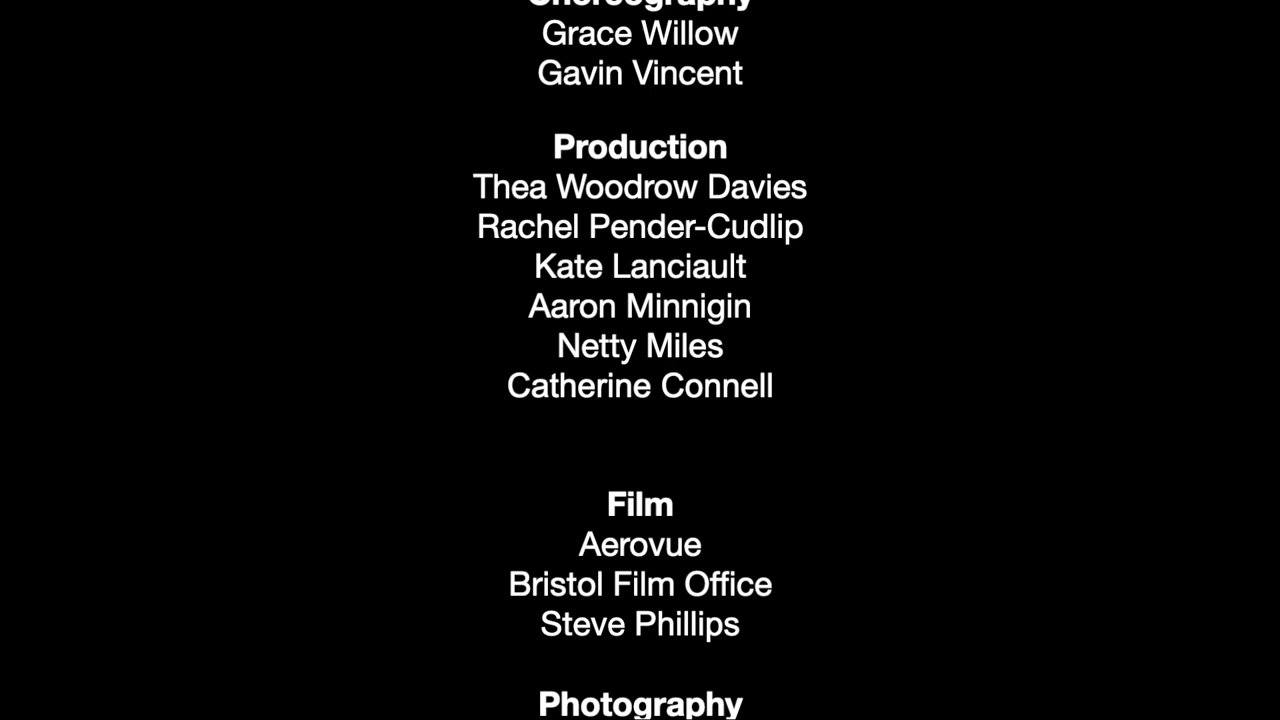 Choreography
Grace Willow
Gavin Vincent
Production
Thea Woodrow Davies
Rachel Pender-Cudlip
Kate Lanciault
Aaron Minnigin
Netty Miles
Catherine Connell
Film
Aerovue
Bristol Film Office
Steve Phillips
Photography